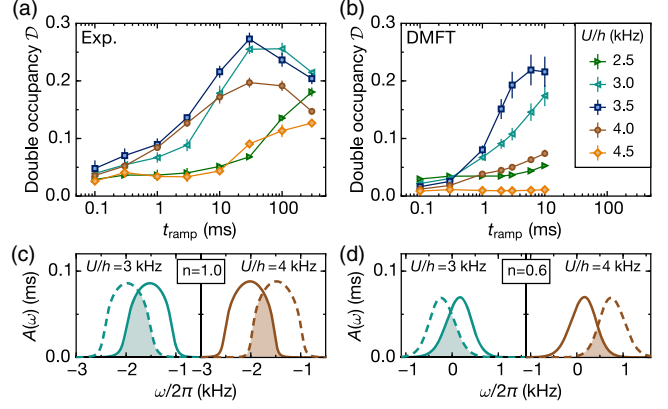 (a)
Exp.
Double occupancy 𝒟
0.3
0.2
0.1
0.0
0.1 1 10 100
t_ramp (ms)
(b)
DMFT
Double occupancy 𝒟
0.3
0.2
0.1
0.0
0.1 1 10 100
t_ramp (ms)
U/h (kHz)
2.5
3.0
3.5
4.0
4.5
(c)
U/h = 3 kHz n=1.0 U/h = 4 kHz
A(ω) (ms)
0.1
0.0
−3 −2 −1 −3 −2 −1
ω/2π (kHz)
(d)
U/h = 3 kHz n=0.6 U/h = 4 kHz
A(ω) (ms)
0.1
0.0
−1 0 1 −1 0 1
ω/2π (kHz)